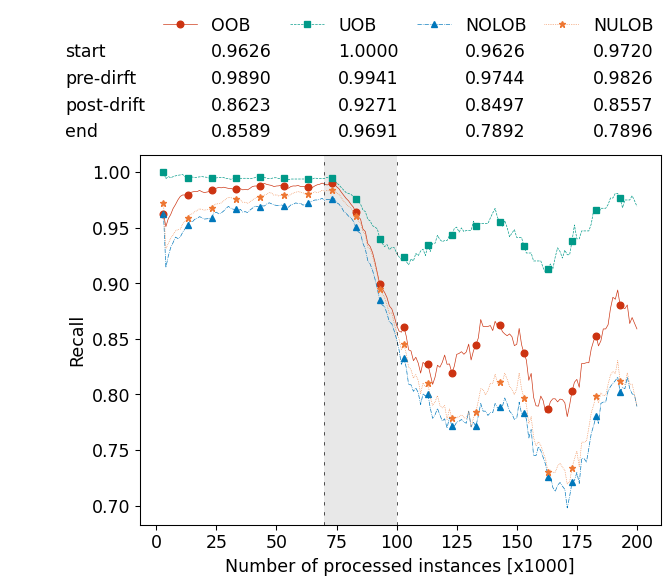 OOB UOB NOLOB NULOB
start 0.9626 1.0000 0.9626 0.9720
pre-dirft 0.9890 0.9941 0.9744 0.9826
post-drift 0.8623 0.9271 0.8497 0.8557
end 0.8589 0.9691 0.7892 0.7896
1.00
0.95
0.90
0.85
0.80
0.75
0.70
Recall
0 25 50 75 100 125 150 175 200
Number of processed instances [x1000]